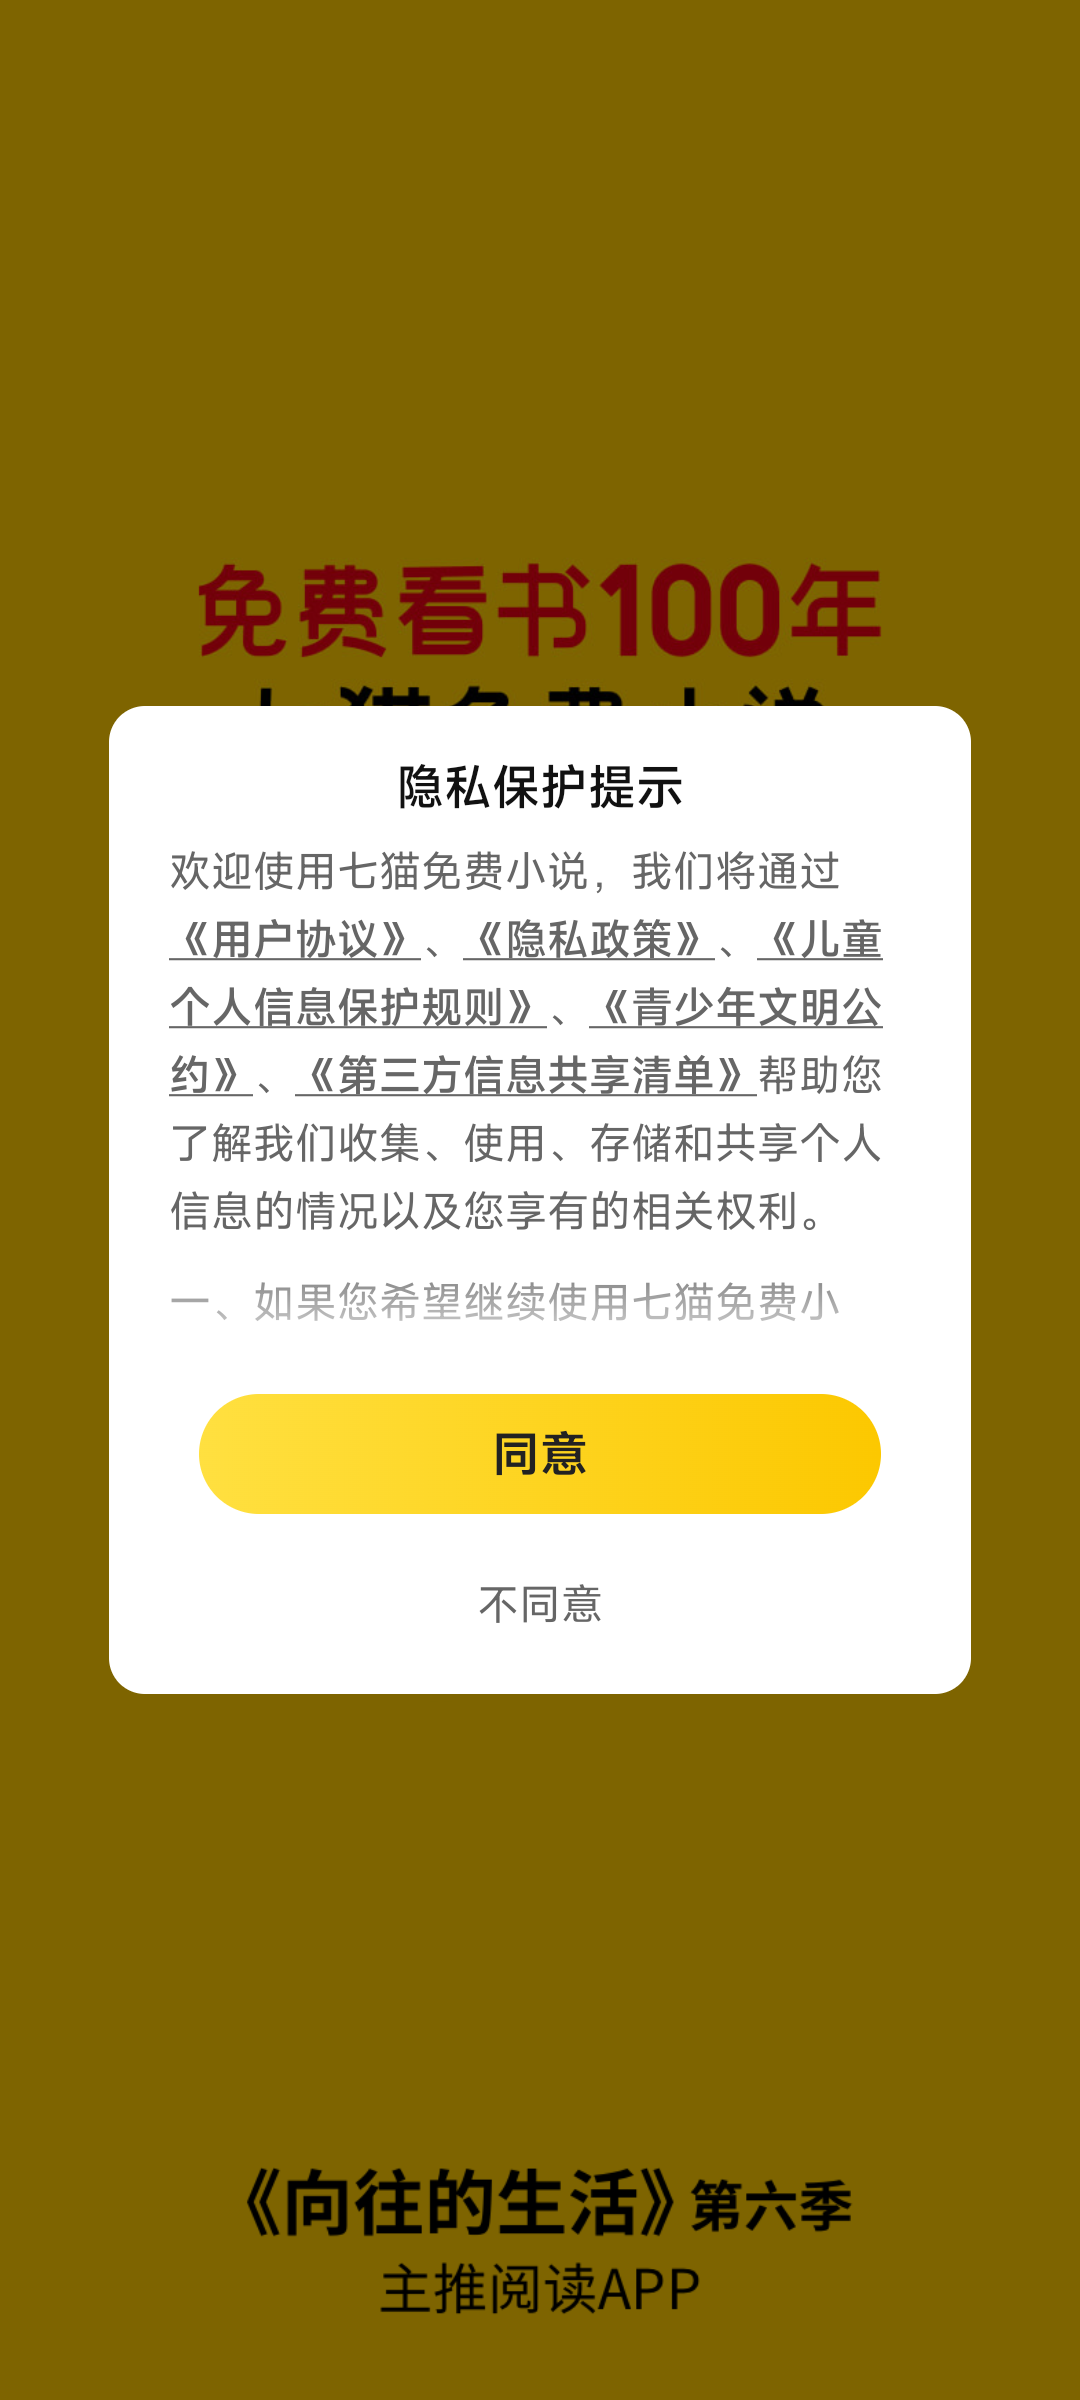 免费看书100年
七猫免费小说
隐私保护提示
欢迎使用七猫免费小说，我们将通过
《用户协议》、《隐私政策》、《儿童
个人信息保护规则》、《青少年文明公
约》、《第三方信息共享清单》帮助您
了解我们收集、使用、存储和共享个人
信息的情况以及您享有的相关权利。
一、如果您希望继续使用七猫免费小
同意
不同意
《向往的生活》第六季
主推阅读APP